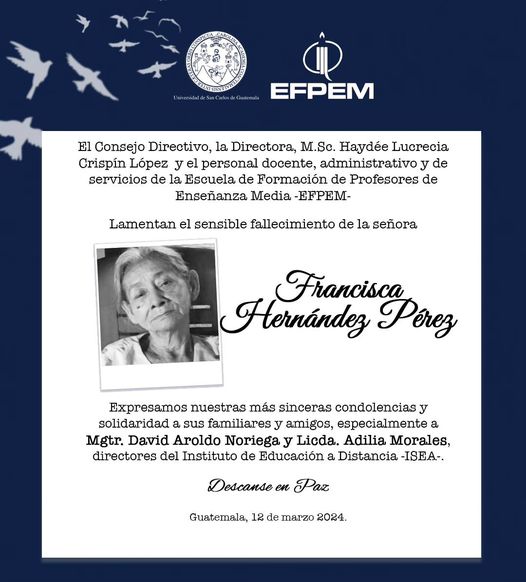 Universidad de San Carlos de Guatemala
EFPEM
El Consejo Directivo, la Directora, M.Sc. Haydée Lucrecia
Crispín López y el personal docente, administrativo y de
servicios de la Escuela de Formación de Profesores de
Enseñanza Media -EFPEM-
Lamentan el sensible fallecimiento de la señora
Francisca
Hernández Pérez
Expresamos nuestras más sinceras condolencias y
solidaridad a sus familiares y amigos, especialmente a
Mgtr. David Aroldo Noriega y Licda. Adilia Morales,
directores del Instituto de Educación a Distancia -ISEA-.
Descanse en Paz
Guatemala, 12 de marzo 2024.